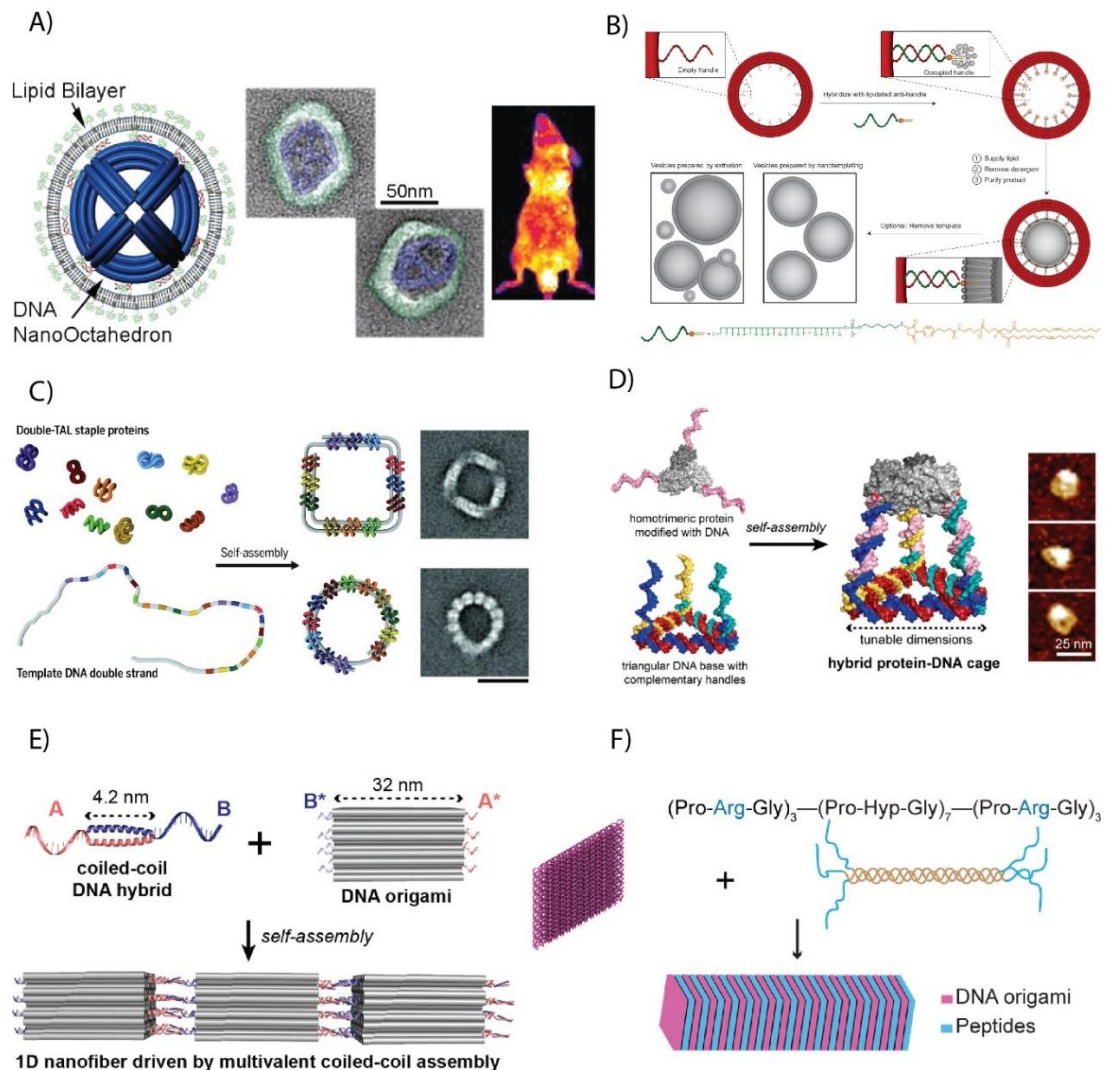 A)
Lipid Bilayer
DNA
NanoOctahedron
50nm
B)
Empty handle
Occupied handle
Hybridize with lipidated anti-handle
① Supply lipid
② Remove detergent
③ Purify product
Vesicles prepared by extrusion
Vesicles prepared by nanotemplating
Optional: Remove template
C)
Double-TAL staple proteins
Self-assembly
Template DNA double strand
D)
homotrimeric protein
modified with DNA
self-assembly
triangular DNA base with
complementary handles
tunable dimensions
hybrid protein-DNA cage
25 nm
E)
A
4.2 nm
B
coiled-coil
DNA hybrid
+
B*
32 nm
A*
DNA origami
self-assembly
1D nanofiber driven by multivalent coiled-coil assembly
F)
(Pro-Arg-Gly)₃—(Pro-Hyp-Gly)₇—(Pro-Arg-Gly)₃
+
DNA origami
Peptides